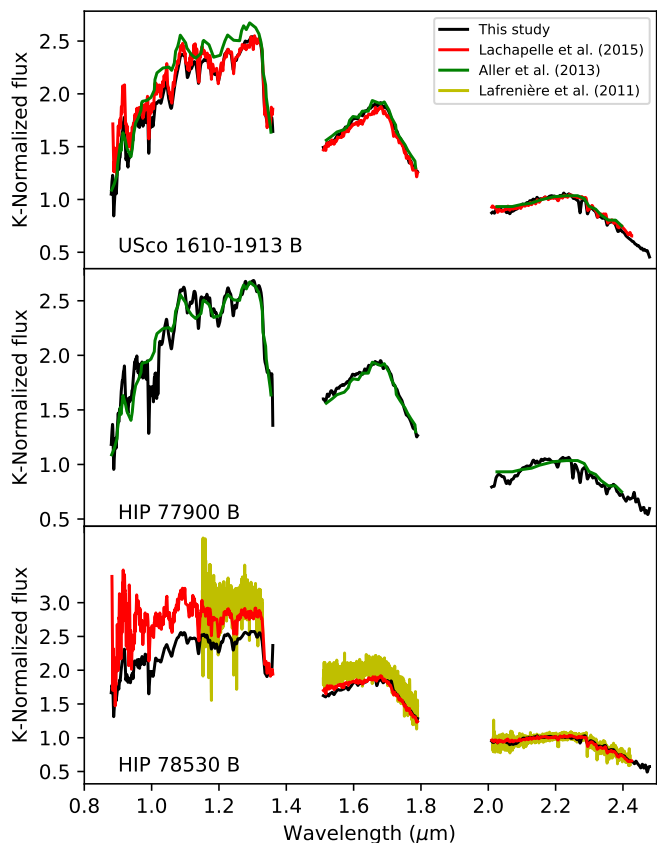 This study
Lachapelle et al. (2015)
Aller et al. (2013)
Lafrenière et al. (2011)
K-Normalized flux
2.5
2.0
1.5
1.0
0.5
USco 1610-1913 B
K-Normalized flux
2.5
2.0
1.5
1.0
0.5
HIP 77900 B
K-Normalized flux
3.0
2.5
2.0
1.5
1.0
0.5
HIP 78530 B
0.8 1.0 1.2 1.4 1.6 1.8 2.0 2.2 2.4
Wavelength (μm)